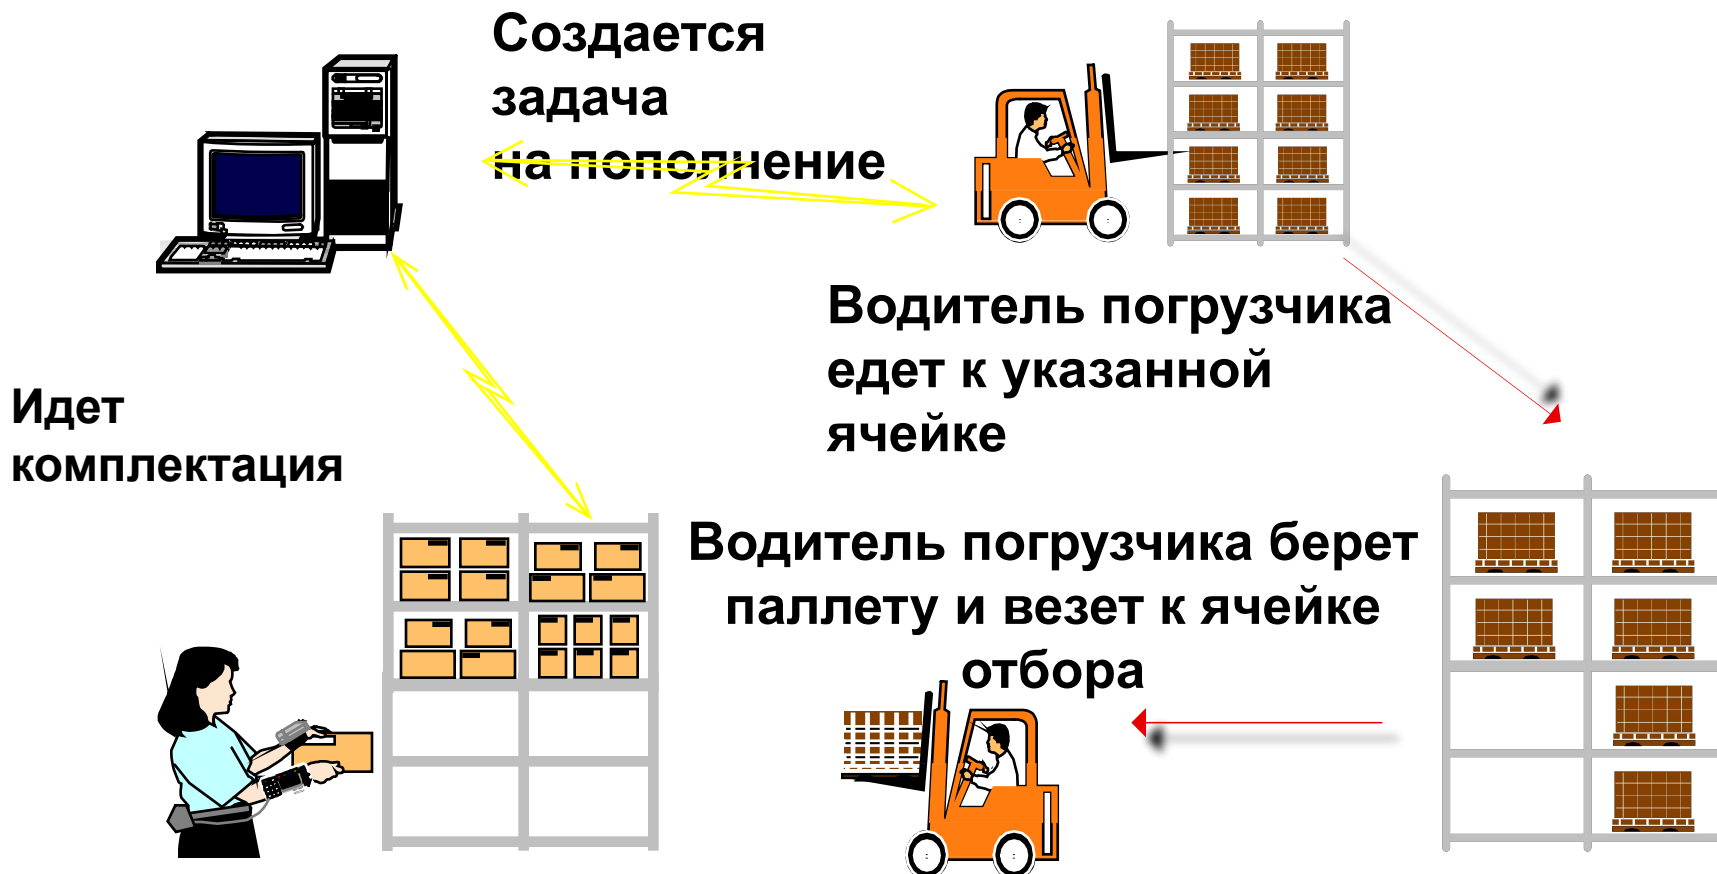 Создается
задача
на пополнение
Водитель погрузчика
едет к указанной
ячейке
Идет
комплектация
Водитель погрузчика берет
паллету и везет к ячейке
отбора